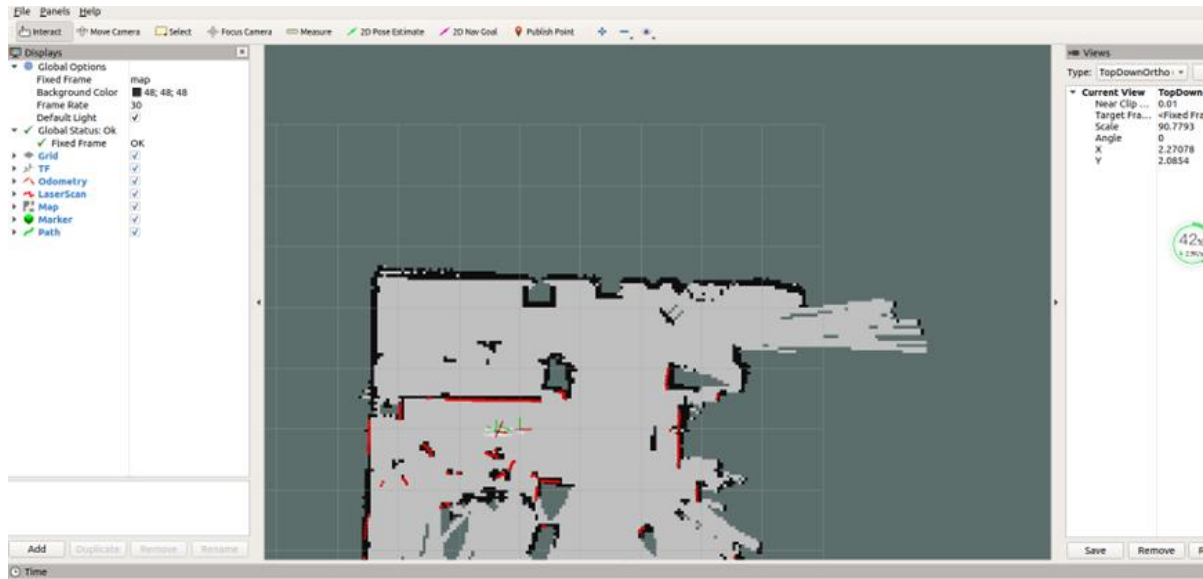 File Panels Help
Interact Move Camera Select Focus Camera Measure 2D Pose Estimate 2D Nav Goal Publish Point
Displays
Global Options
Fixed Frame map
Background Color 48; 48; 48
Frame Rate 30
Default Light
Global Status: Ok
Fixed Frame OK
Grid
TF
Odometry
LaserScan
Map
Marker
Path
Add Duplicate Remove Rename
Time
Views
Type: TopDownOrtho
Current View TopDown
Near Clip ... 0.01
Target Fra... <Fixed Fra
Scale 90.7793
Angle 0
X 2.27078
Y 2.0854
42%
Save Remove R